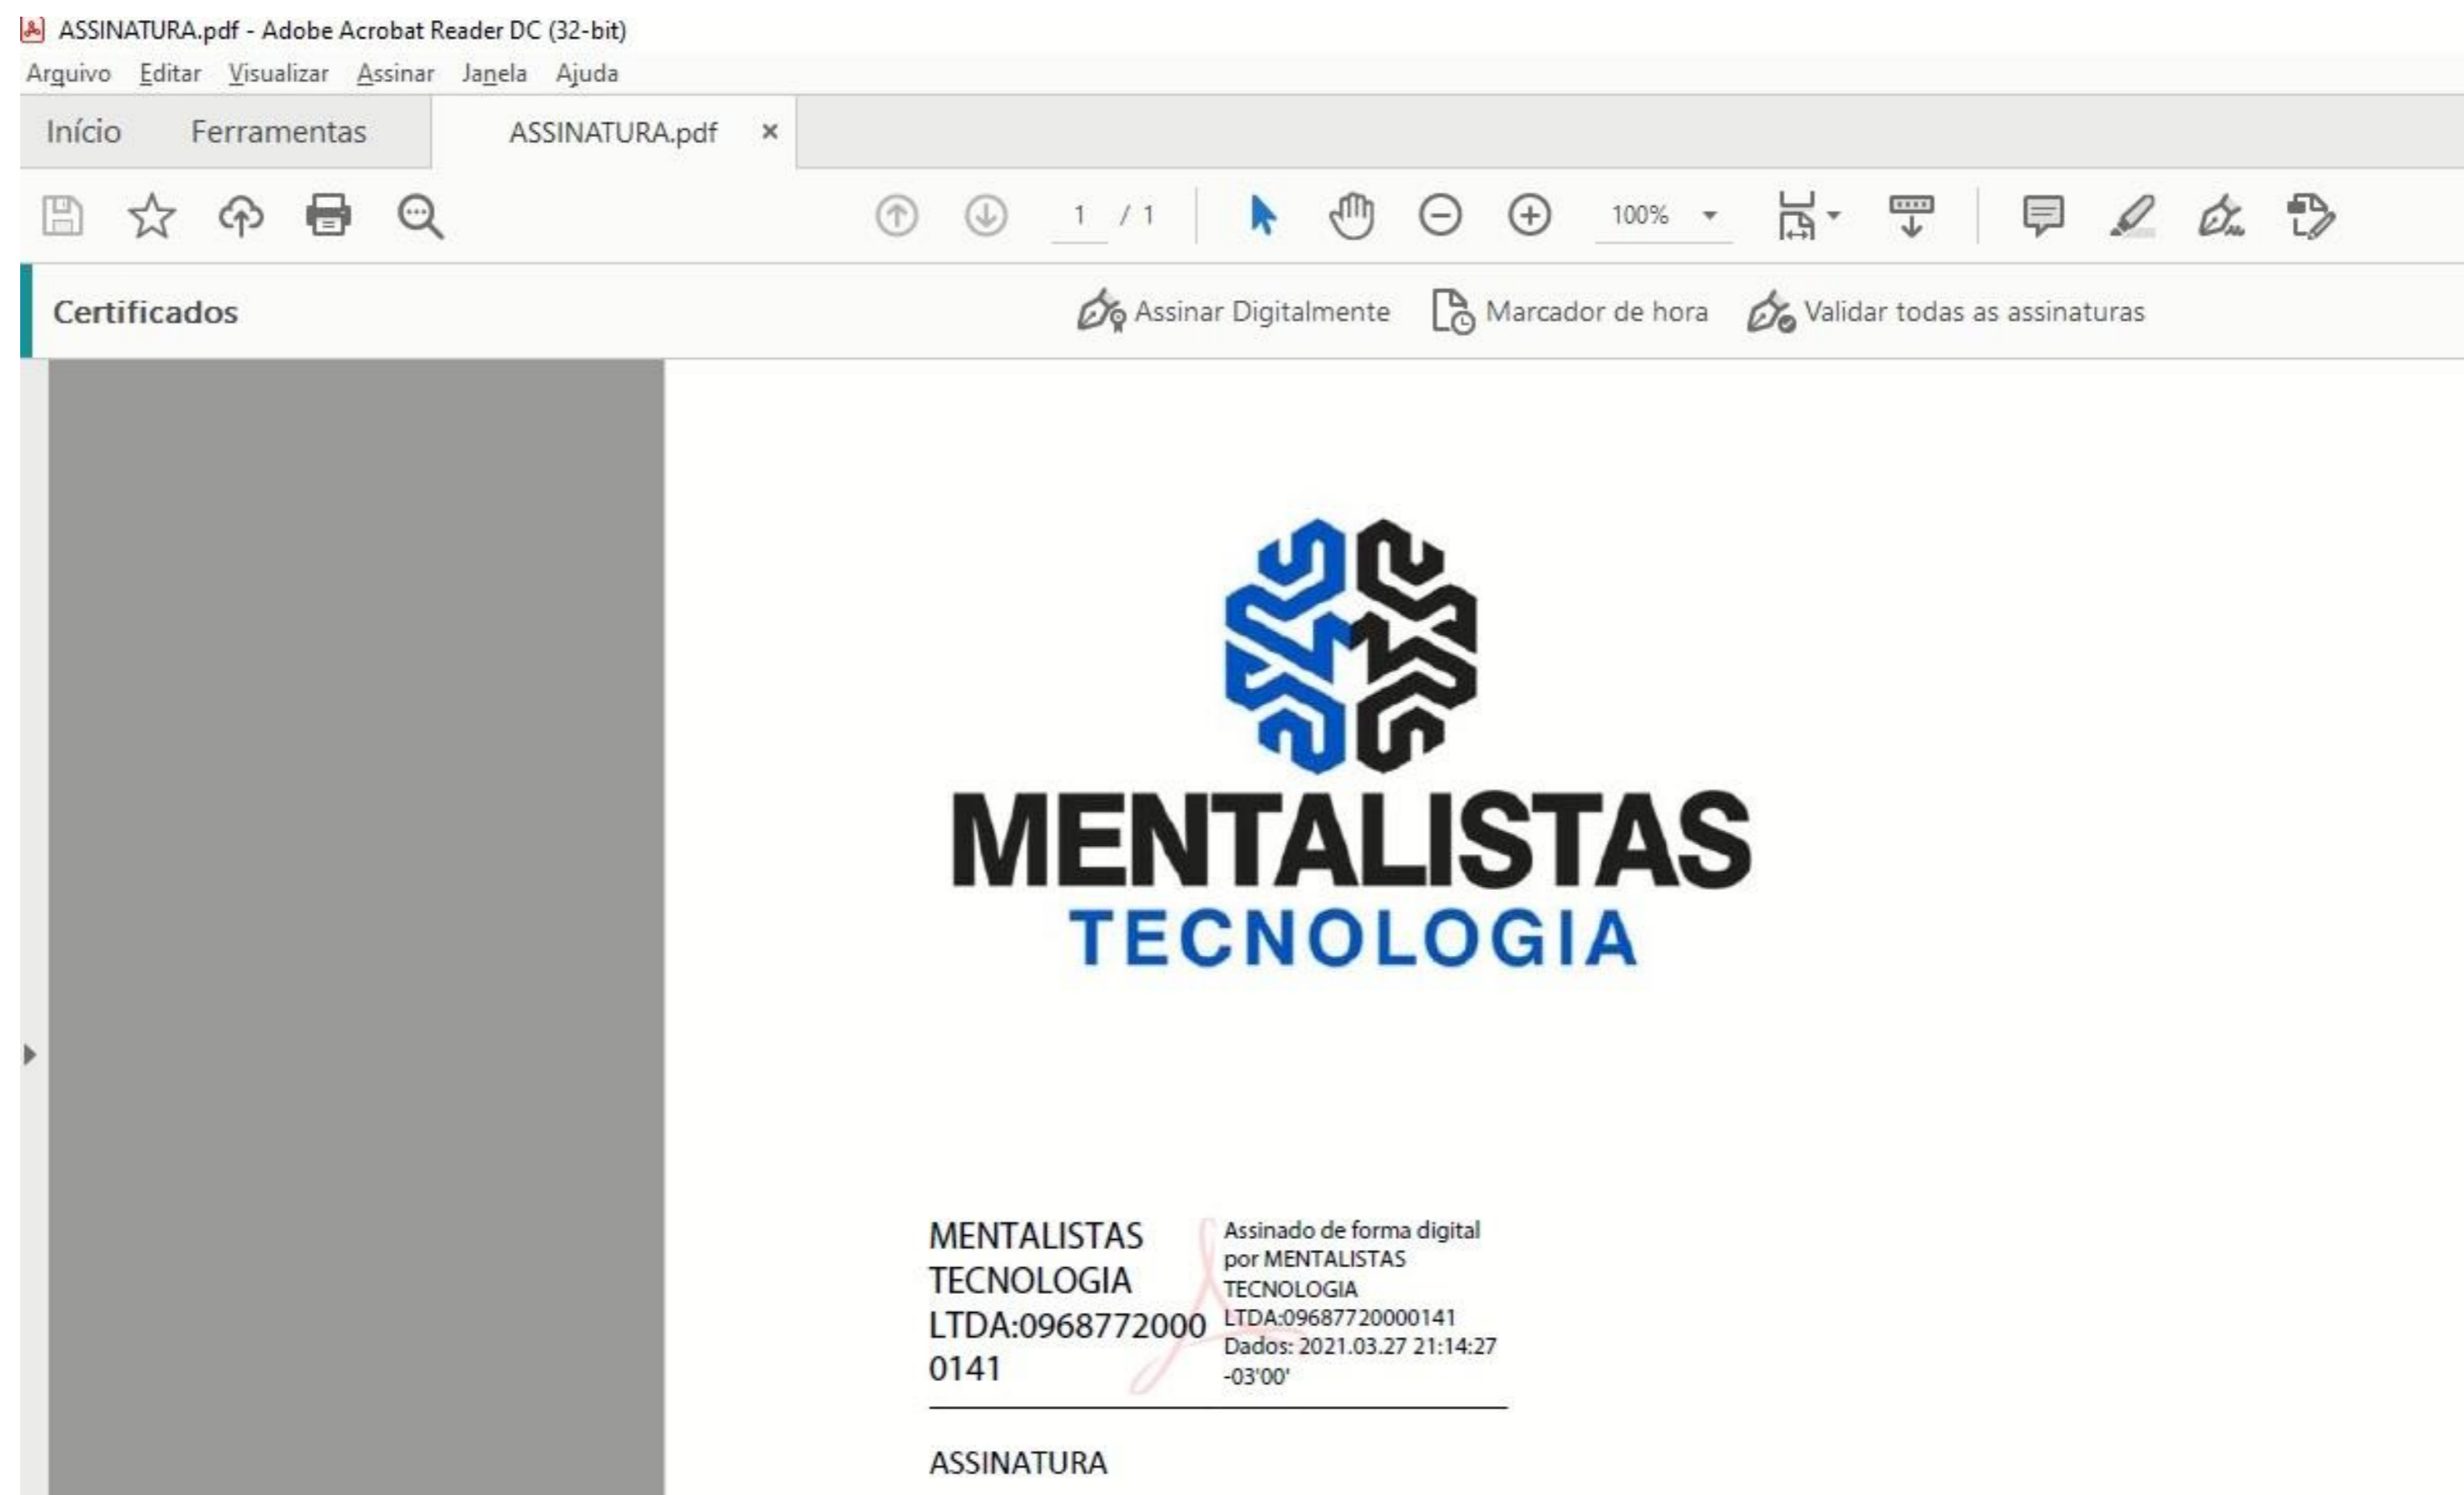 ASSINATURA.pdf - Adobe Acrobat Reader DC (32-bit)
Arquivo Editar Visualizar Assinar Janela Ajuda
Início Ferramentas ASSINATURA.pdf ×
1 / 1 100%
Certificados Assinar Digitalmente Marcador de hora Validar todas as assinaturas
MENTALISTAS
TECNOLOGIA
MENTALISTAS
TECNOLOGIA
LTDA:0968772000
0141
Assinado de forma digital
por MENTALISTAS
TECNOLOGIA
LTDA:09687720000141
Dados: 2021.03.27 21:14:27
-03'00'
ASSINATURA